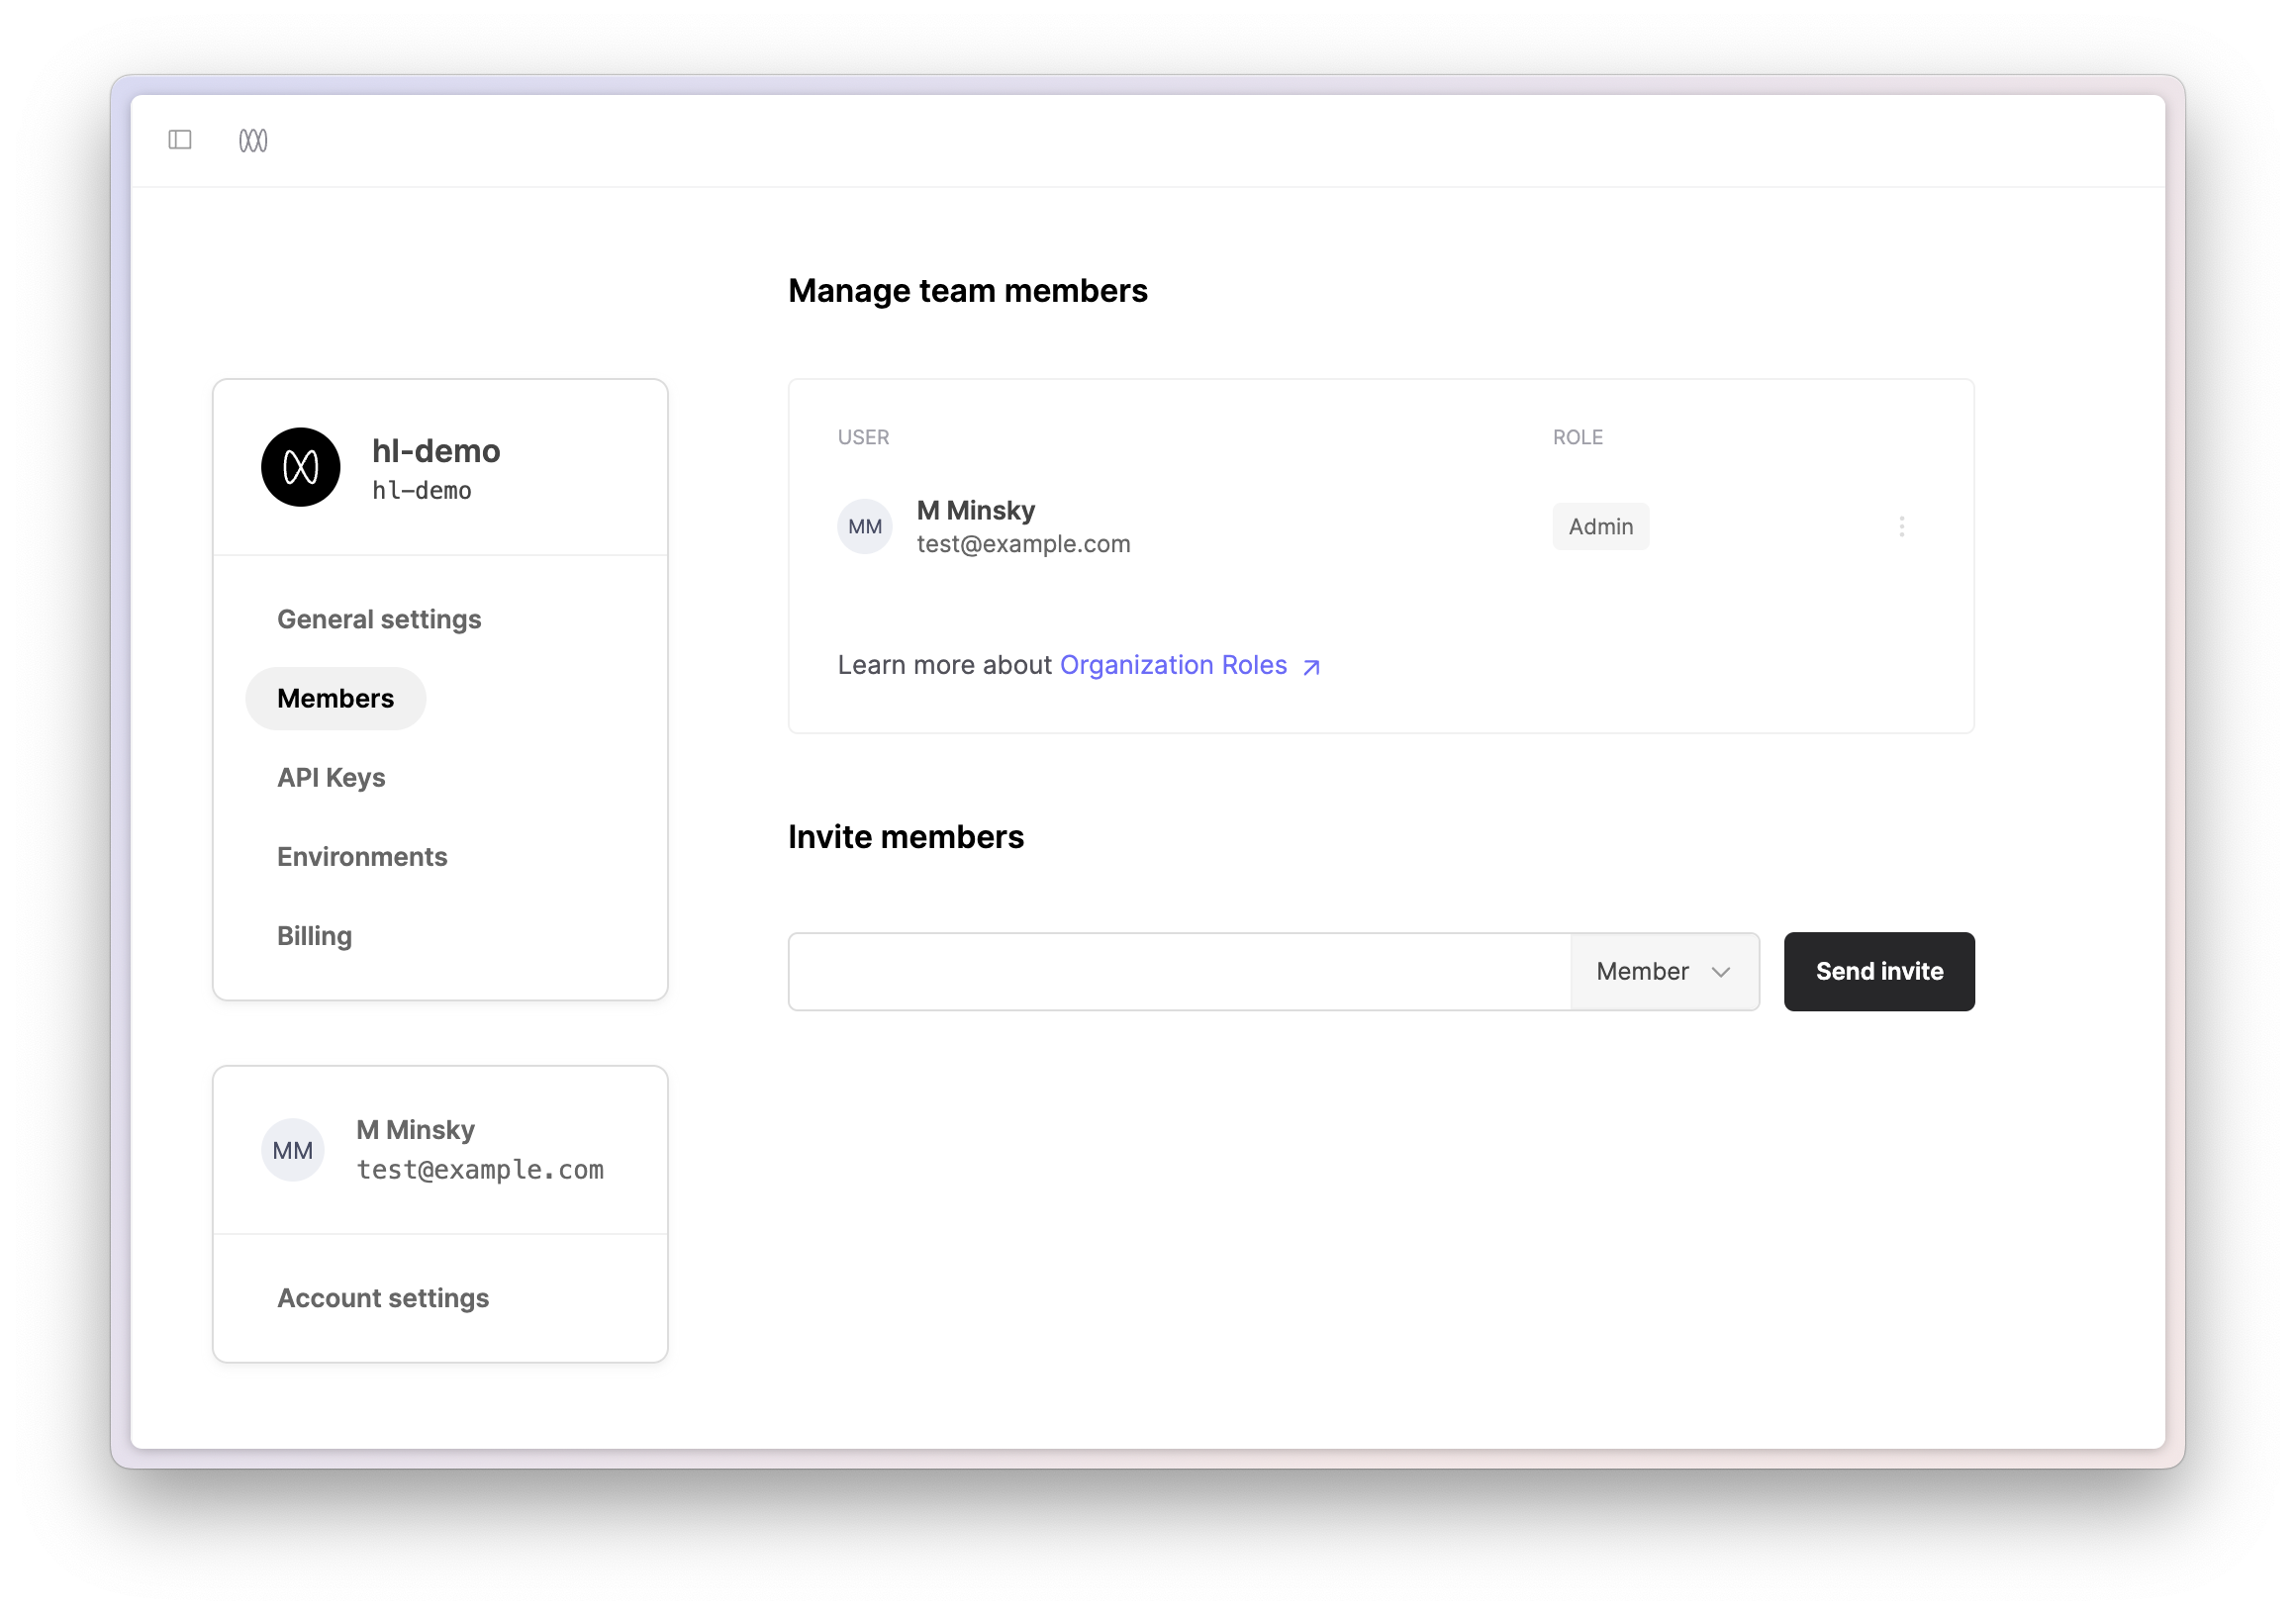 Manage team members
hl-demo
hl-demo
General settings
Members
API Keys
Environments
Billing
MM
M Minsky
test@example.com
Account settings
USER
ROLE
MM
M Minsky
test@example.com
Admin
Learn more about Organization Roles
Invite members
Member
Send invite